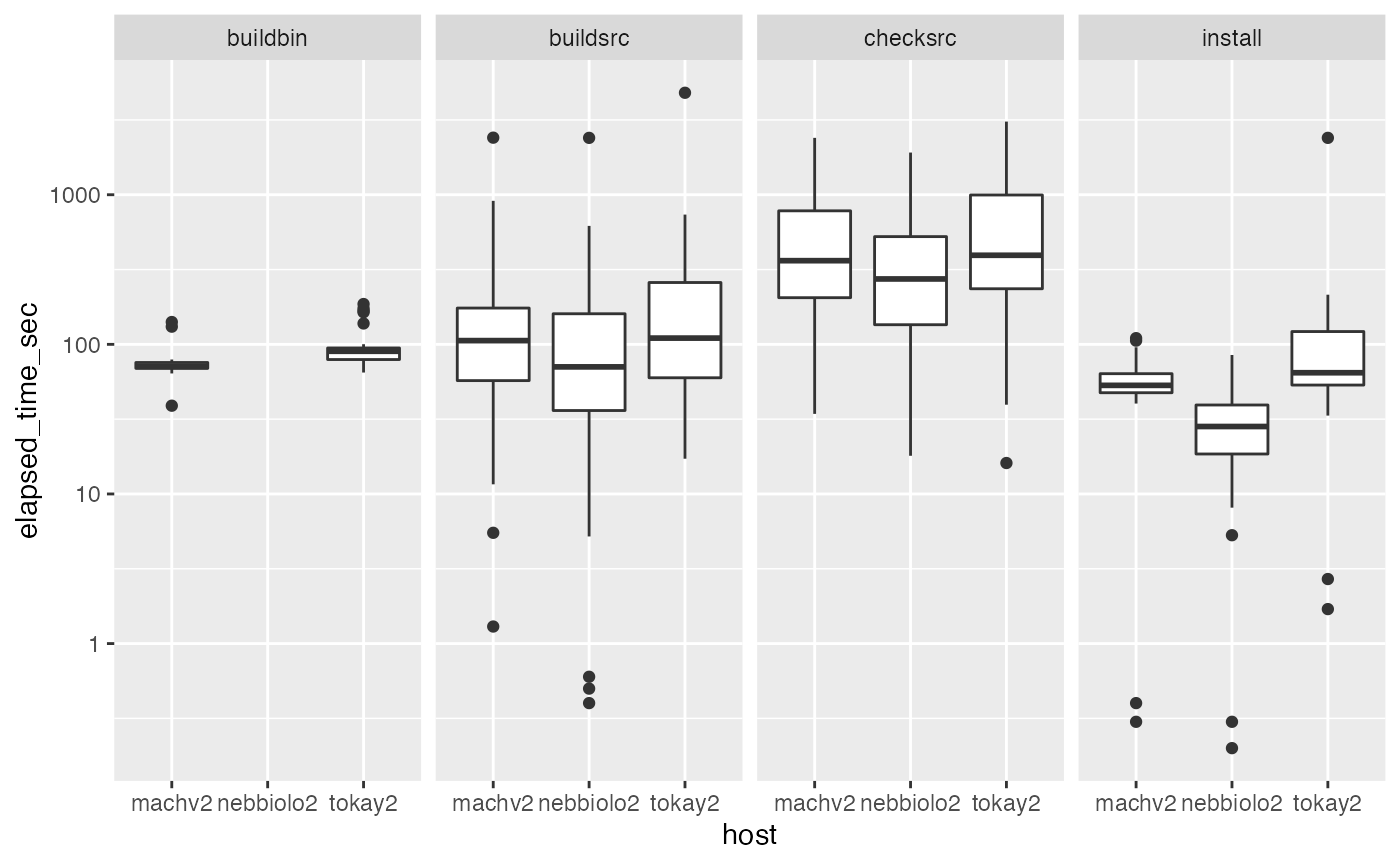 buildbin buildsrc checksrc install
elapsed_time_sec
1000
100
10
1
machv2 nebbiolo2 tokay2 machv2 nebbiolo2 tokay2 machv2 nebbiolo2 tokay2 machv2 nebbiolo2 tokay2
host